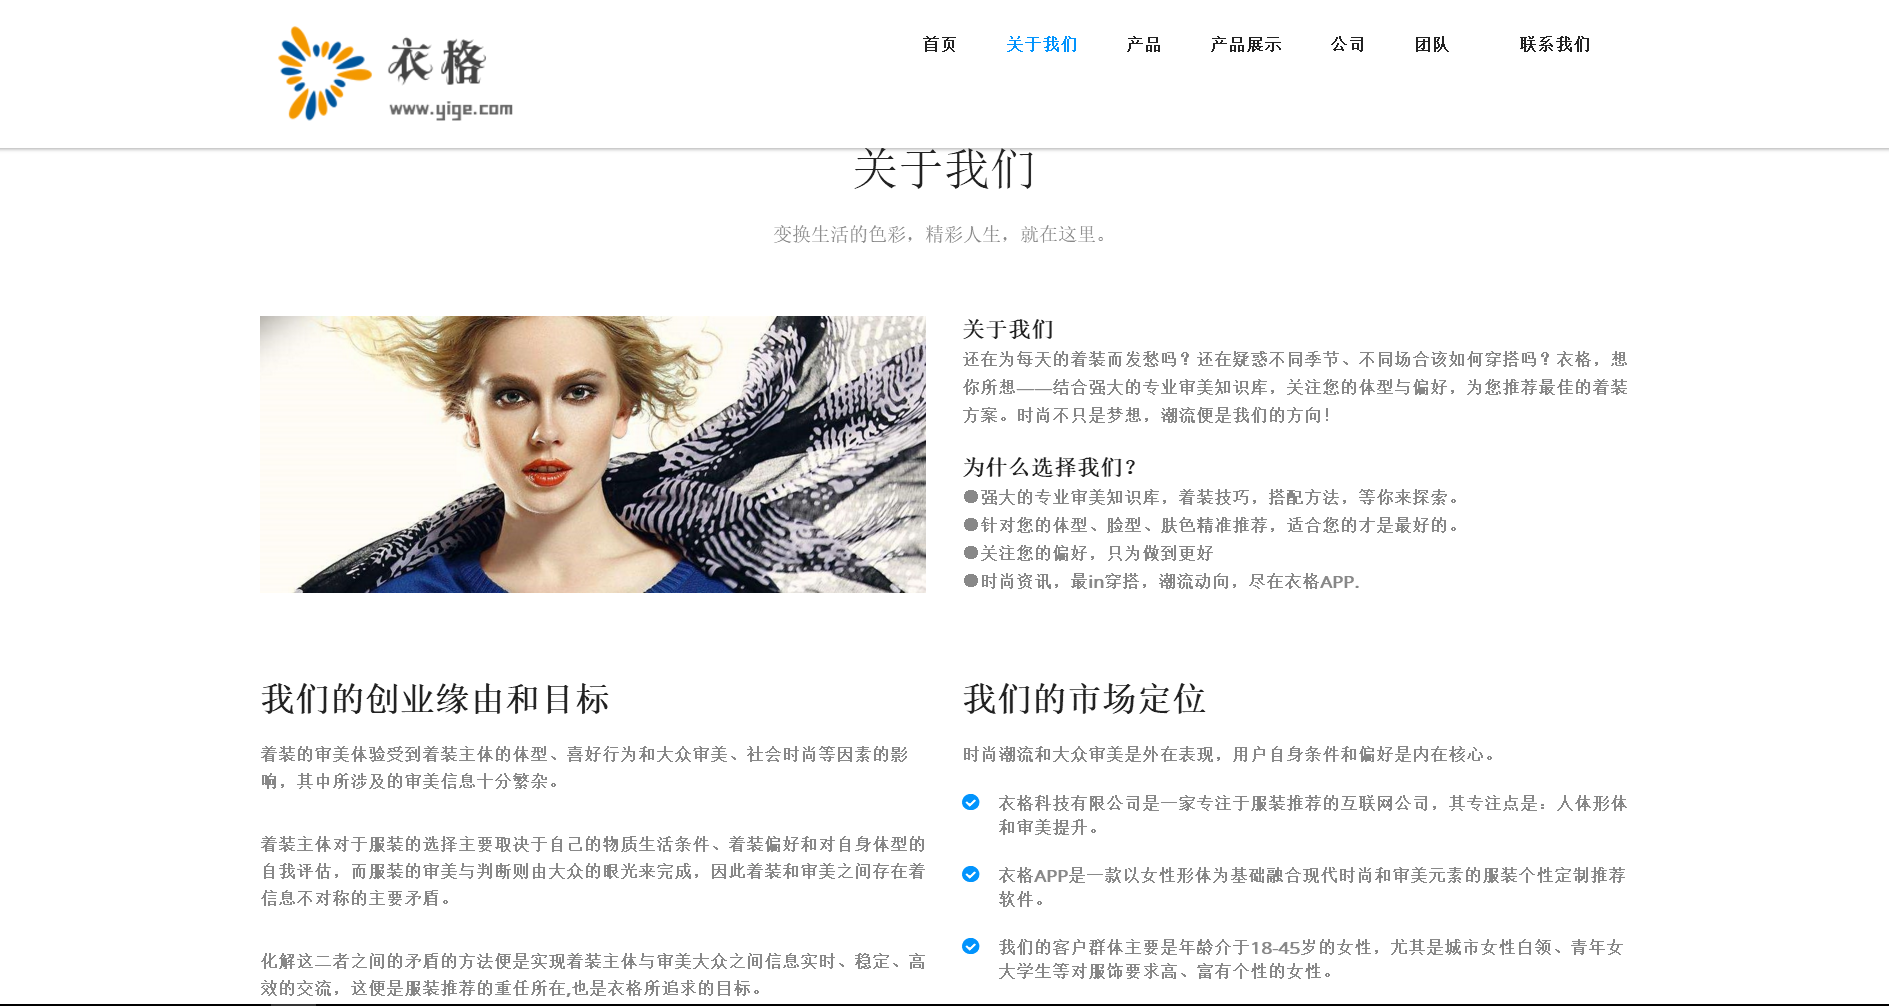 衣格
www.yige.com
首页 关于我们 产品 产品展示 公司 团队 联系我们
关于我们
变换生活的色彩，精彩人生，就在这里。
关于我们
还在为每天的着装而发愁吗？还在疑惑不同季节、不同场合该如何穿搭吗？衣格，想
你所想——结合强大的专业审美知识库，关注您的体型与偏好，为您推荐最佳的着装
方案。时尚不只是梦想，潮流便是我们的方向！
为什么选择我们？
●强大的专业审美知识库，着装技巧，搭配方法，等你来探索。
●针对您的体型、脸型、肤色精准推荐，适合您的才是最好的。
●关注您的偏好，只为做到更好
●时尚资讯，最in穿搭，潮流动向，尽在衣格APP.
我们的创业缘由和目标
着装的审美体验受到着装主体的体型、喜好行为和大众审美、社会时尚等因素的影
响，其中所涉及的审美信息十分繁杂。
着装主体对于服装的选择主要取决于自己的物质生活条件、着装偏好和对自身体型的
自我评估，而服装的审美与判断则由大众的眼光来完成，因此着装和审美之间存在着
信息不对称的主要矛盾。
化解这二者之间的矛盾的方法便是实现着装主体与审美大众之间信息实时、稳定、高
效的交流，这便是服装推荐的重任所在,也是衣格所追求的目标。
我们的市场定位
时尚潮流和大众审美是外在表现，用户自身条件和偏好是内在核心。
衣格科技有限公司是一家专注于服装推荐的互联网公司，其专注点是：人体形体
和审美提升。
衣格APP是一款以女性形体为基础融合现代时尚和审美元素的服装个性定制推荐
软件。
我们的客户群体主要是年龄介于18-45岁的女性，尤其是城市女性白领、青年女
大学生等对服饰要求高、富有个性的女性。